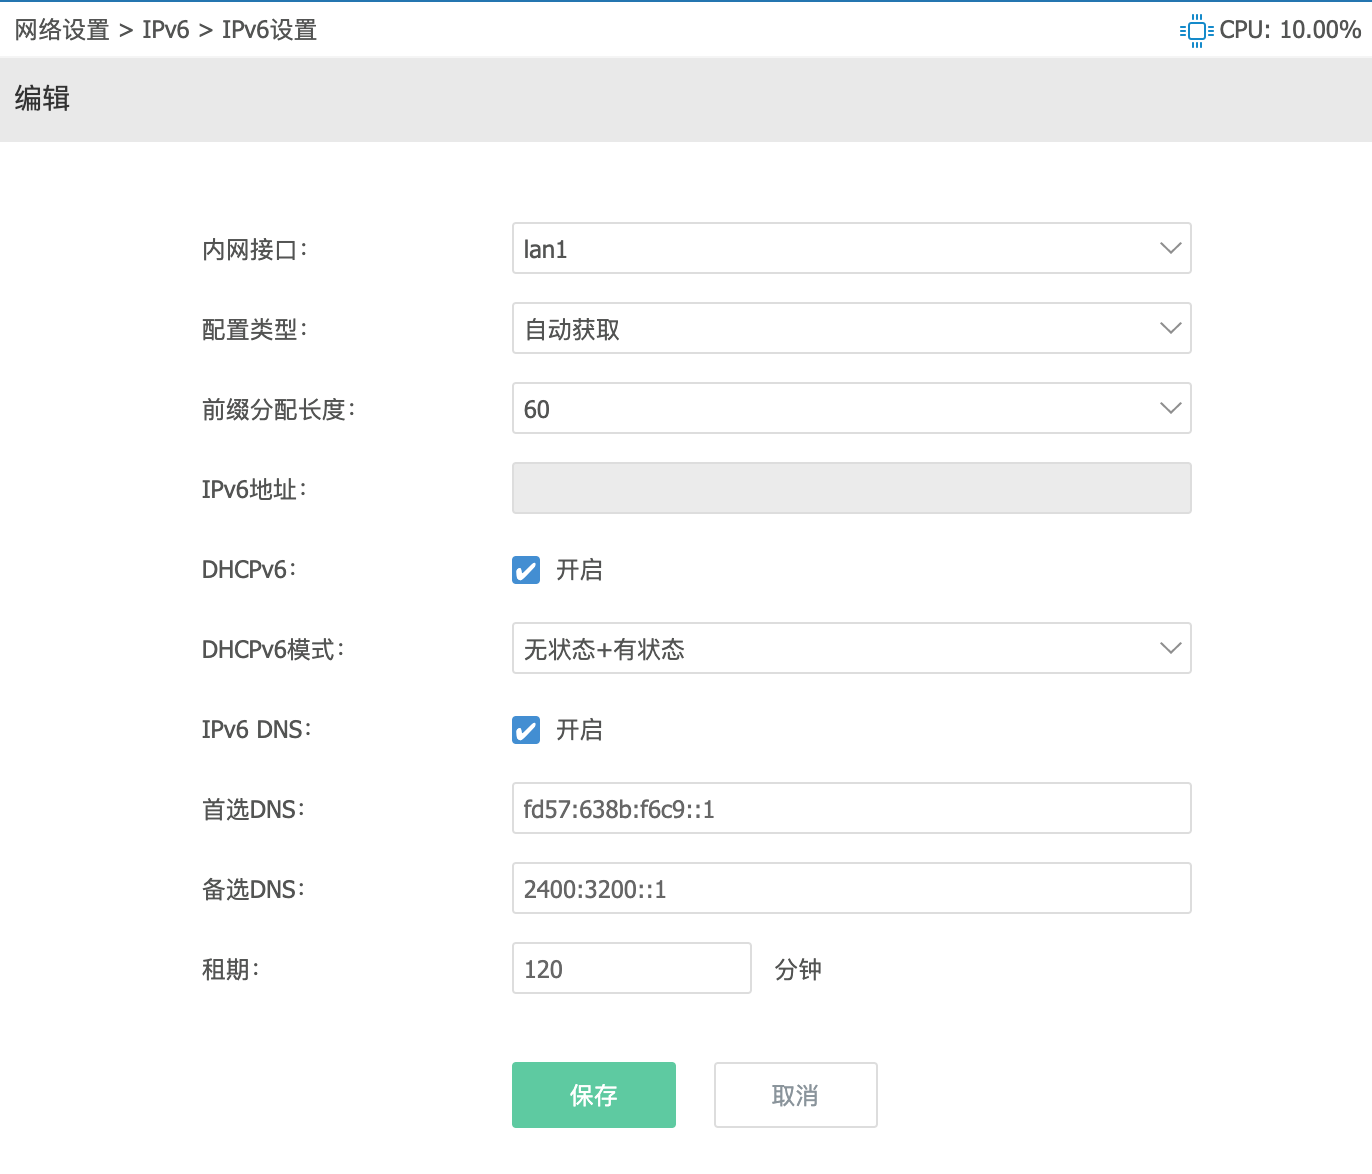 网络设置 > IPv6 > IPv6设置
CPU: 10.00%
编辑
内网接口: lan1
配置类型: 自动获取
前缀分配长度: 60
IPv6地址:
DHCPv6: 开启
DHCPv6模式: 无状态+有状态
IPv6 DNS: 开启
首选DNS: fd57:638b:f6c9::1
备选DNS: 2400:3200::1
租期: 120 分钟
保存 取消